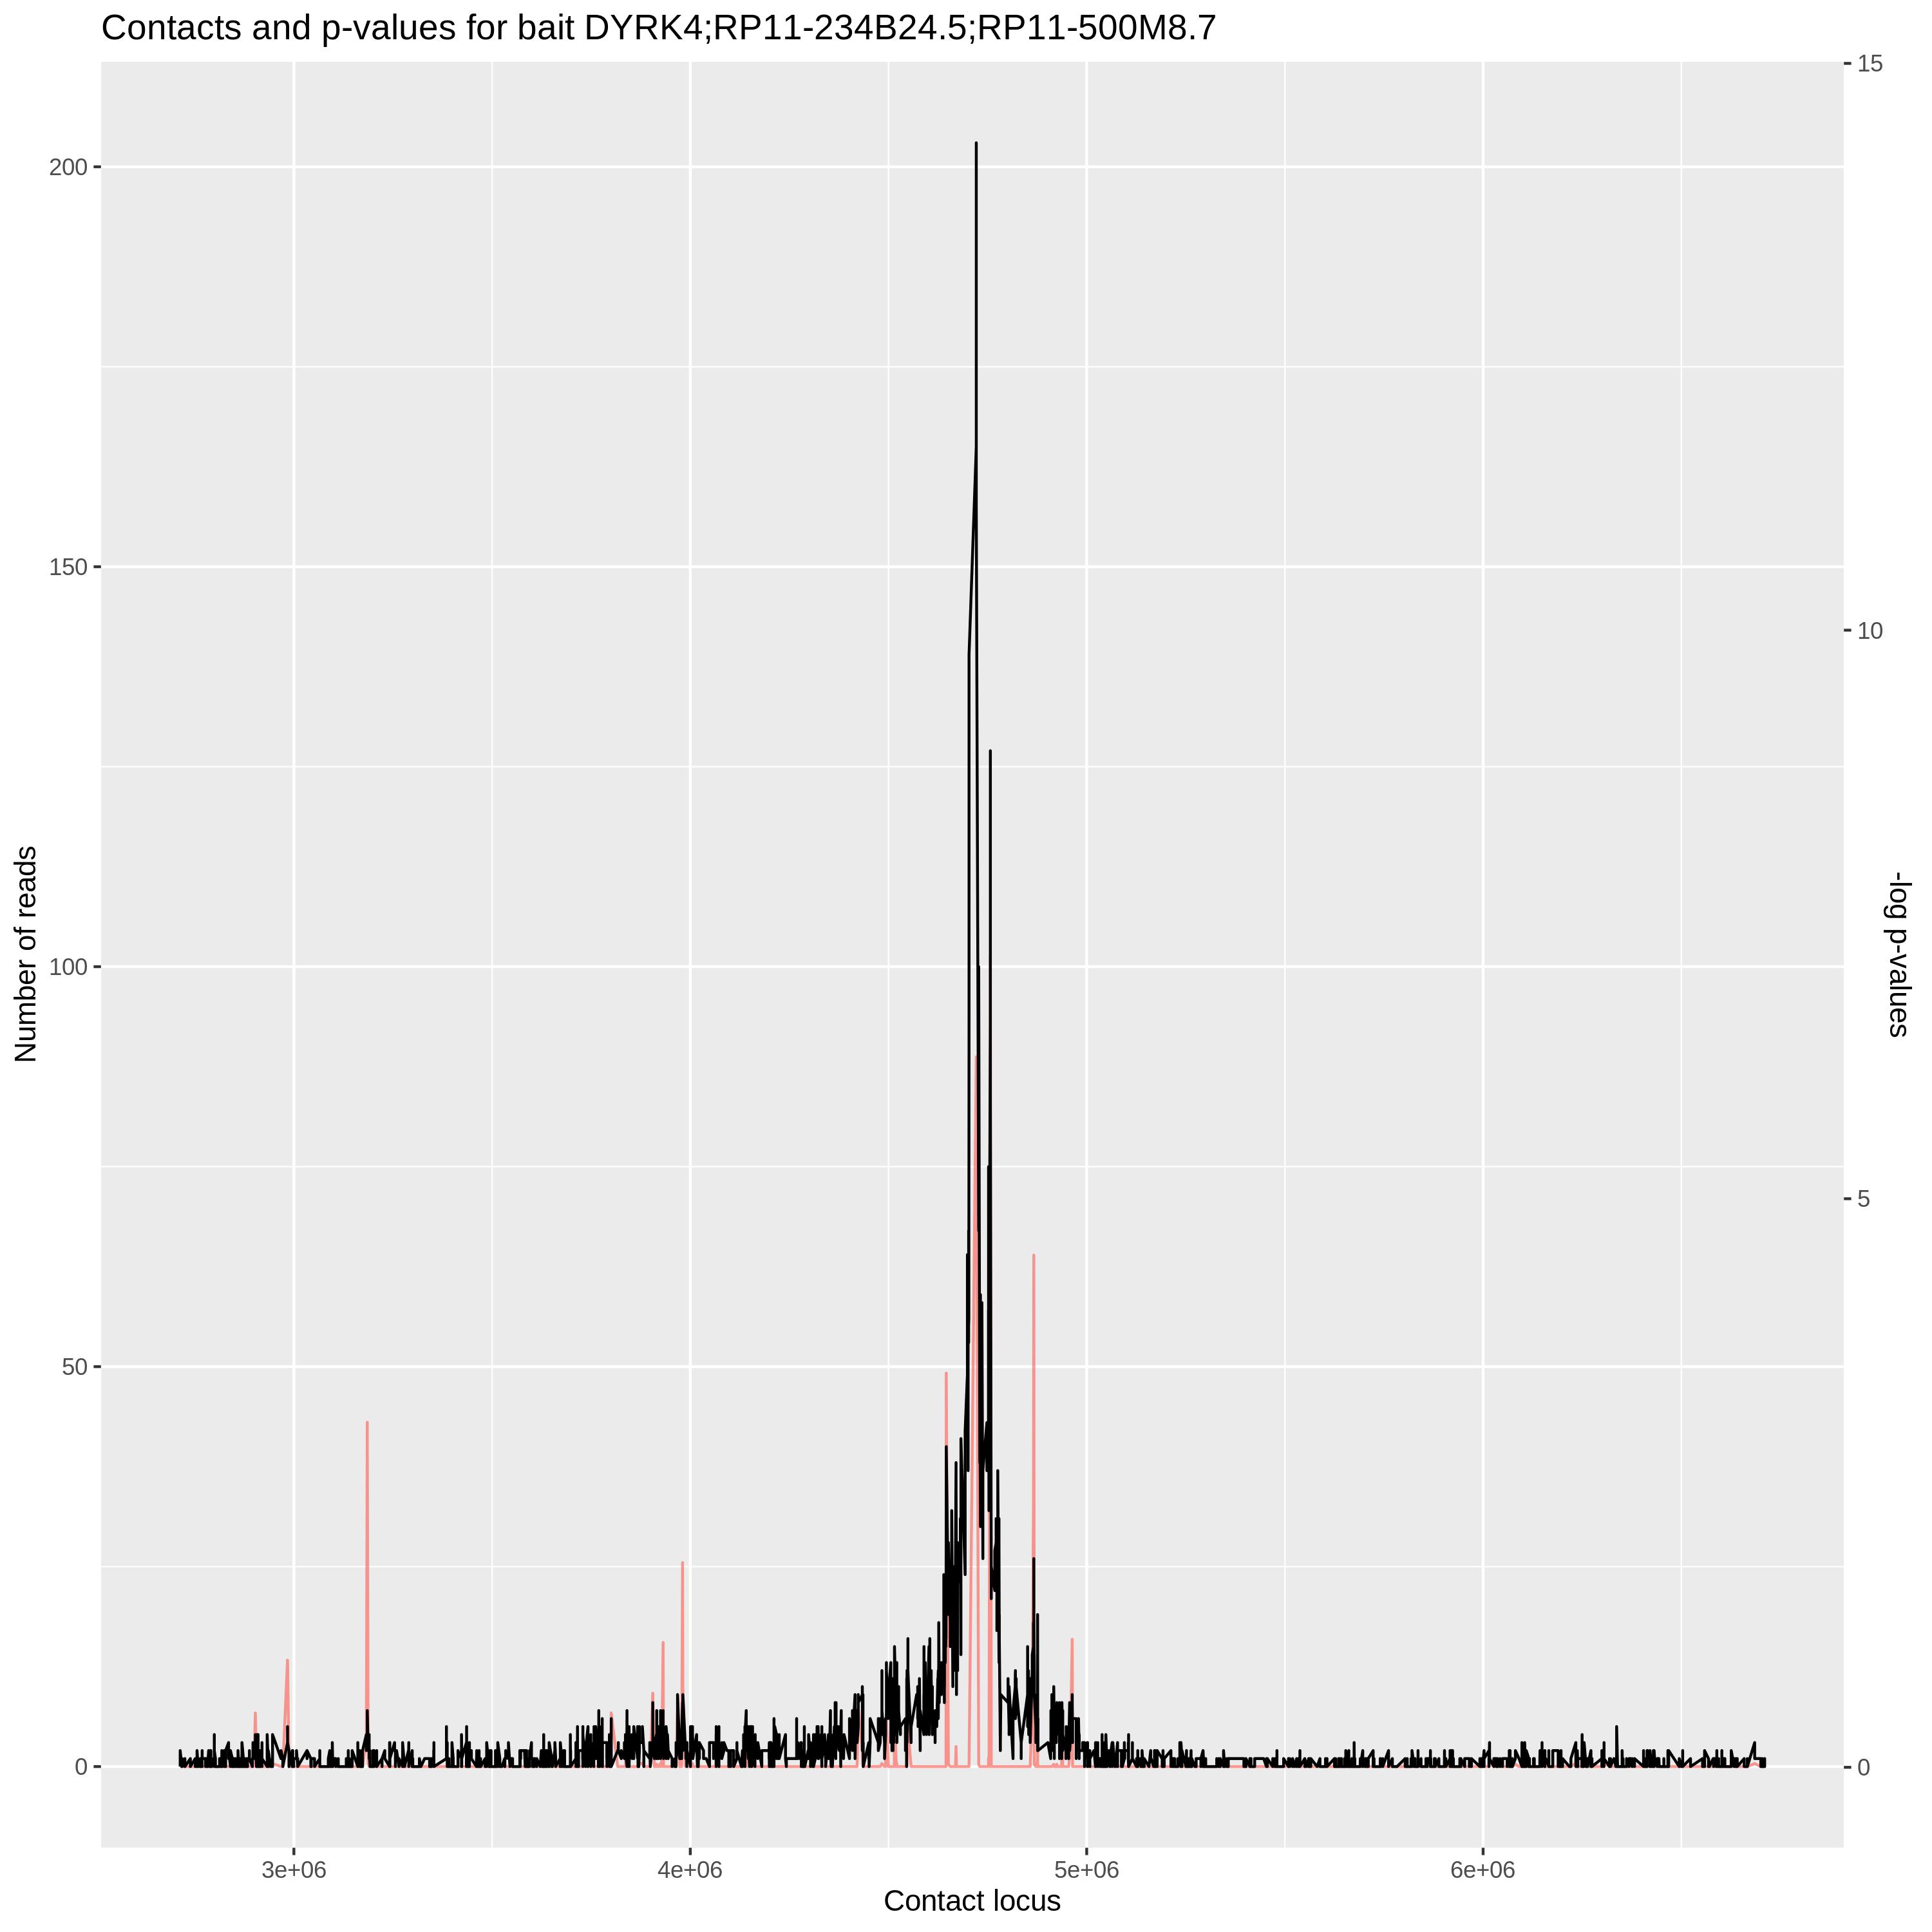 Contacts and p-values for bait DYRK4;RP11-234B24.5;RP11-500M8.7
15
200
150
10
Number of reads
-log p-values
100
5
50
0
0
3e+06
4e+06
5e+06
6e+06
Contact locus